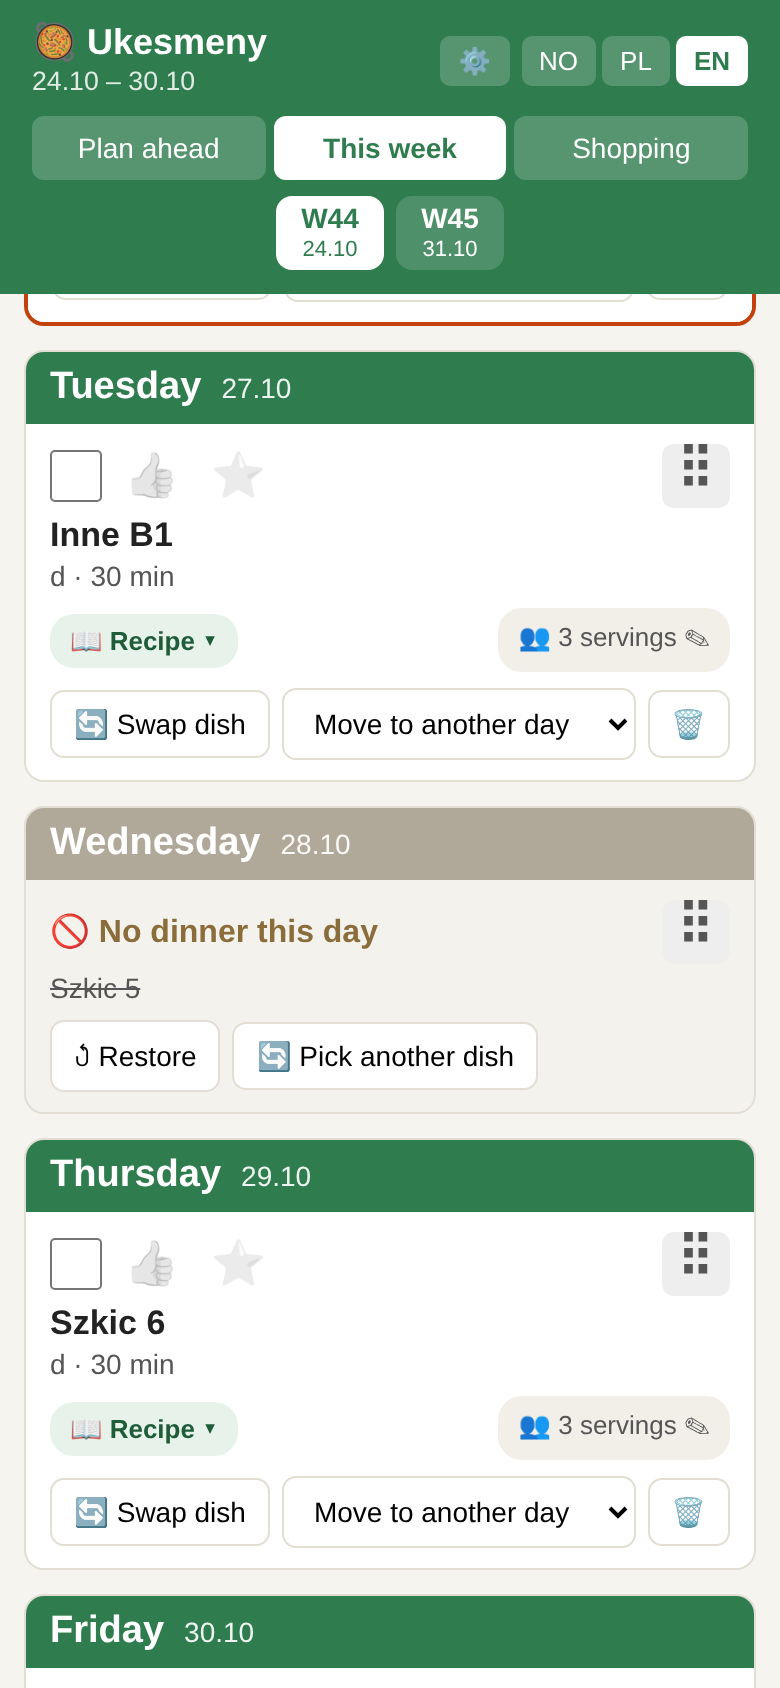 Ukesmeny
24.10 – 30.10
NO PL EN
Plan ahead This week Shopping
W44 W45
24.10 31.10
Tuesday 27.10
Inne B1
d · 30 min
Recipe ▼ 3 servings
Swap dish Move to another day
Wednesday 28.10
No dinner this day
Szkic 5
Restore Pick another dish
Thursday 29.10
Szkic 6
d · 30 min
Recipe ▼ 3 servings
Swap dish Move to another day
Friday 30.10